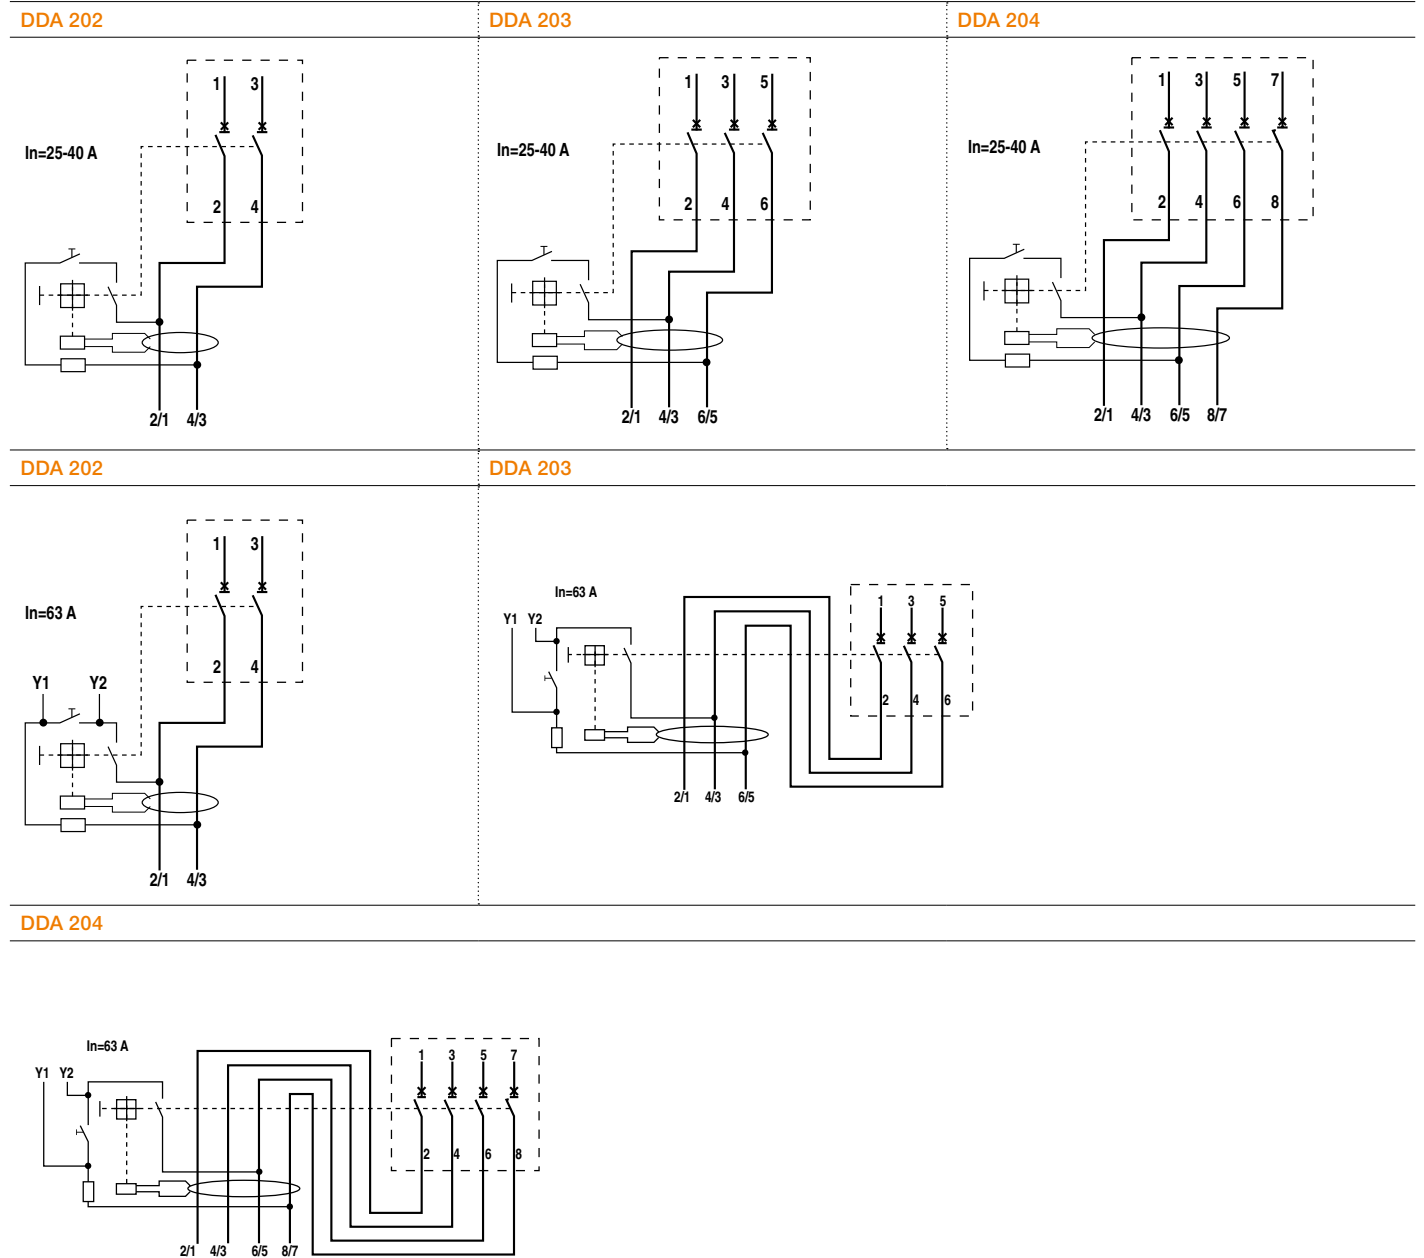 DDA 202
DDA 203
DDA 204
1 3
In=25-40 A
2 4
2/1 4/3
1 3 5
In=25-40 A
2 4 6
2/1 4/3 6/5
1 3 5 7
In=25-40 A
2 4 6 8
2/1 4/3 6/5 8/7
DDA 202
DDA 203
1 3
In=63 A
2 4
Y1 Y2
2/1 4/3
In=63 A
Y1 Y2
1 3 5
2 4 6
2/1 4/3 6/5
DDA 204
In=63 A
Y1 Y2
1 3 5 7
2 4 6 8
2/1 4/3 6/5 8/7